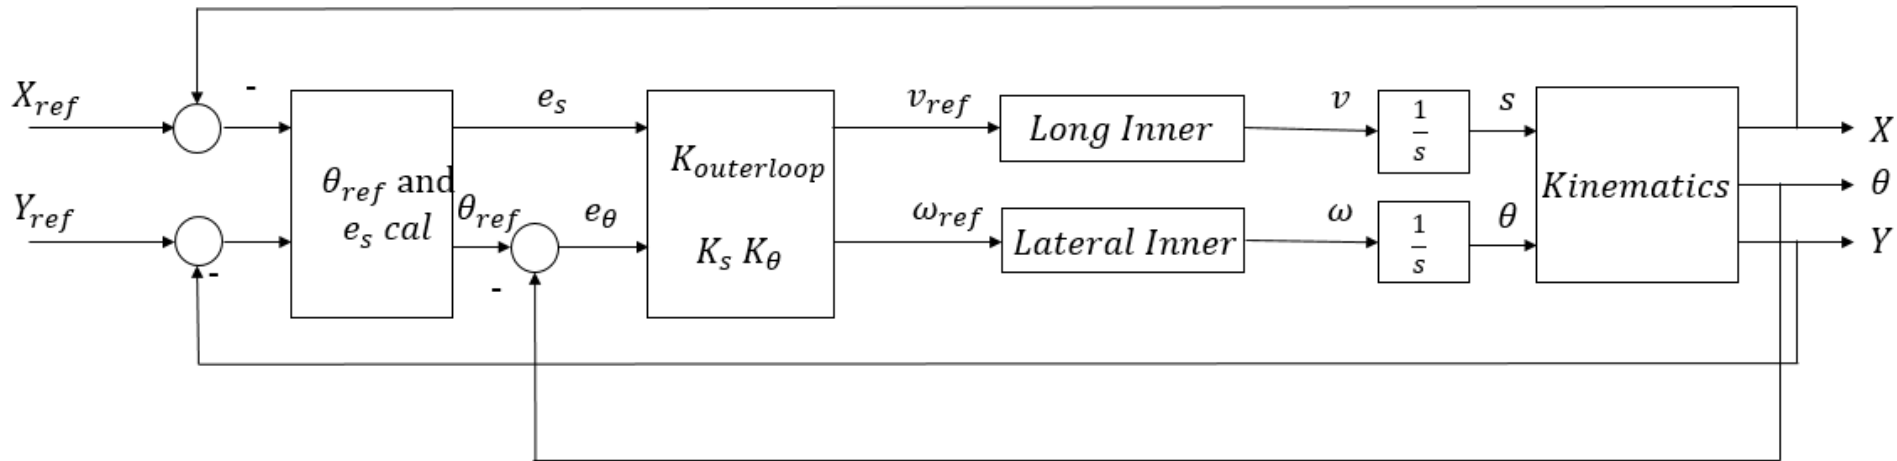 X_ref
-
e_s
v_ref
Long Inner
v
1/s
s
X
θ_ref and
e_s cal
K_outerloop
K_s K_θ
Kinematics
θ
Y_ref
-
θ_ref
-
e_θ
ω_ref
Lateral Inner
ω
1/s
θ
Y